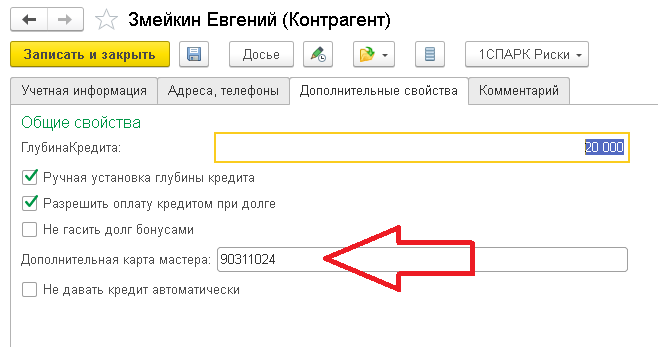 Змейкин Евгений (Контрагент)
Записать и закрыть Досье 1СПАРК Риски
Учетная информация Адреса, телефоны Дополнительные свойства Комментарий
Общие свойства
ГлубинаКредита: 20 000
Ручная установка глубины кредита
Разрешить оплату кредитом при долге
Не гасить долг бонусами
Дополнительная карта мастера: 90311024
Не давать кредит автоматически